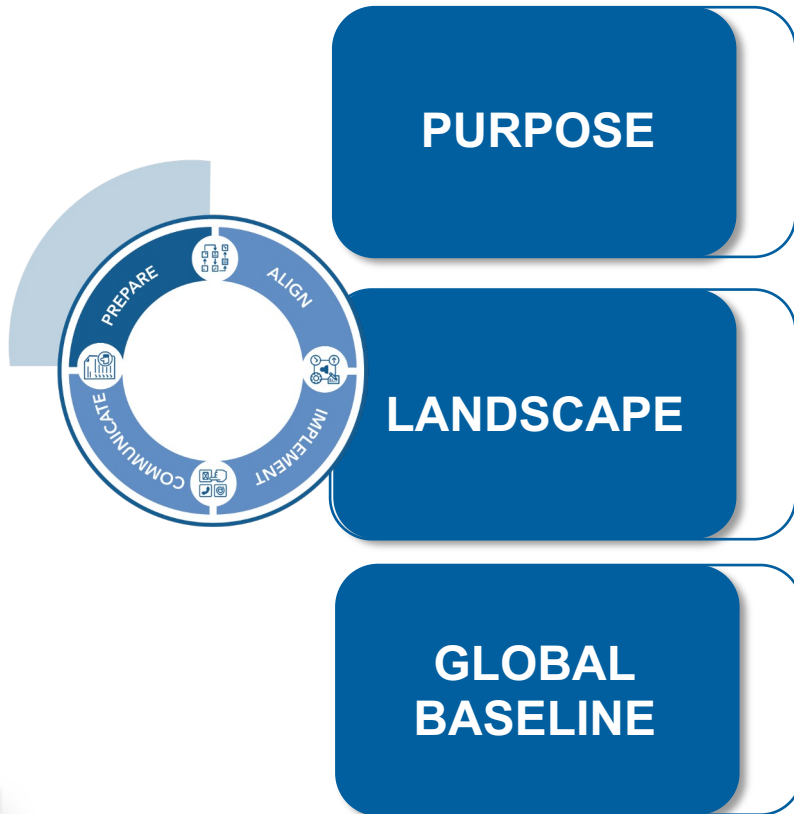 PURPOSE
PREPARE
ALIGN
IMPLEMENT
COMMUNICATE
LANDSCAPE
GLOBAL
BASELINE